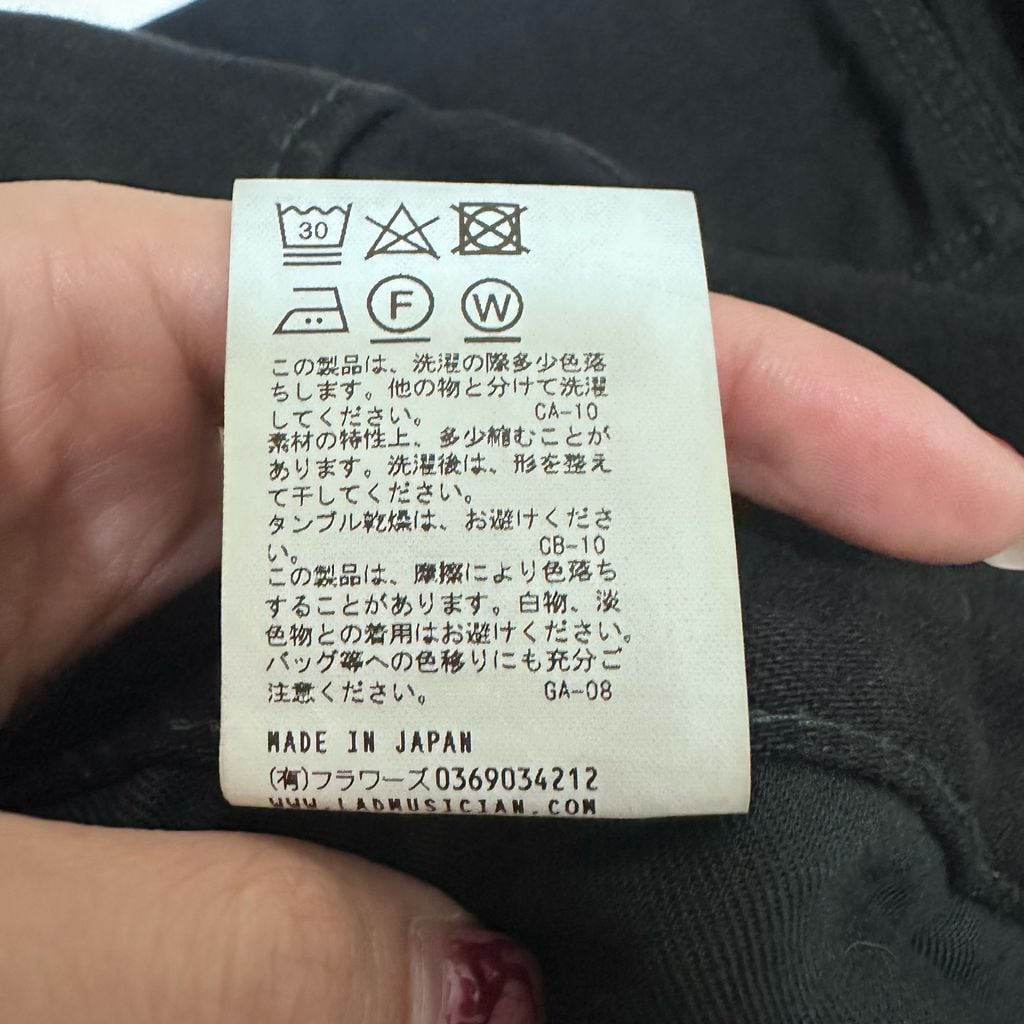 30
F W
この製品は、洗濯の際多少色落
ちします。他の物と分けて洗濯
してください。 CA-10
素材の特性上、多少縮むことが
あります。洗濯後は、形を整え
て干してください。
タンブル乾燥は、お避けくださ
い。 CB-10
この製品は、摩擦により色落ち
することがあります。白物、淡
色物との着用はお避けください。
バッグ等への色移りにも充分ご
注意ください。 GA-08
MADE IN JAPAN
(有)フラワーズ0369034212
WWW.LADMUSICIAN.COM